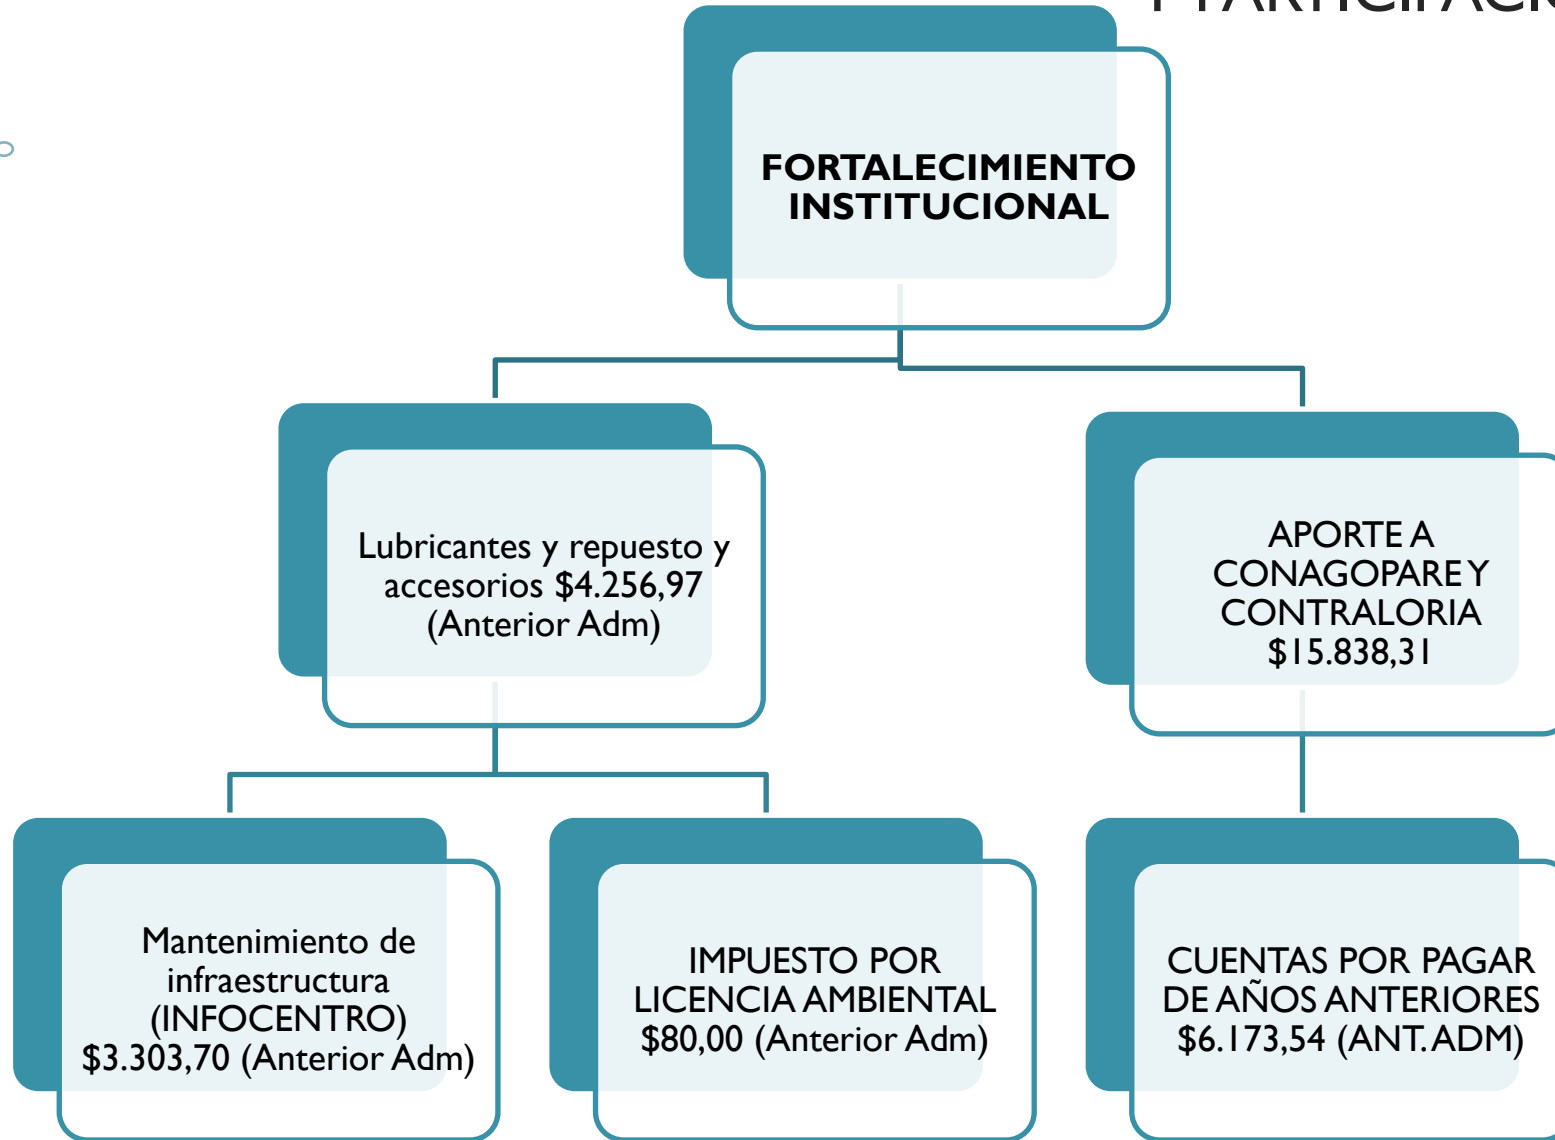 FORTALECIMIENTO
INSTITUCIONAL
Lubricantes y repuesto y
accesorios $4.256,97
(Anterior Adm)
APORTE A
CONAGOPARE Y
CONTRALORIA
$15.838,31
Mantenimiento de
infraestructura
(INFOCENTRO)
$3.303,70 (Anterior Adm)
IMPUESTO POR
LICENCIA AMBIENTAL
$80,00 (Anterior Adm)
CUENTAS POR PAGAR
DE AÑOS ANTERIORES
$6.173,54 (ANT. ADM)